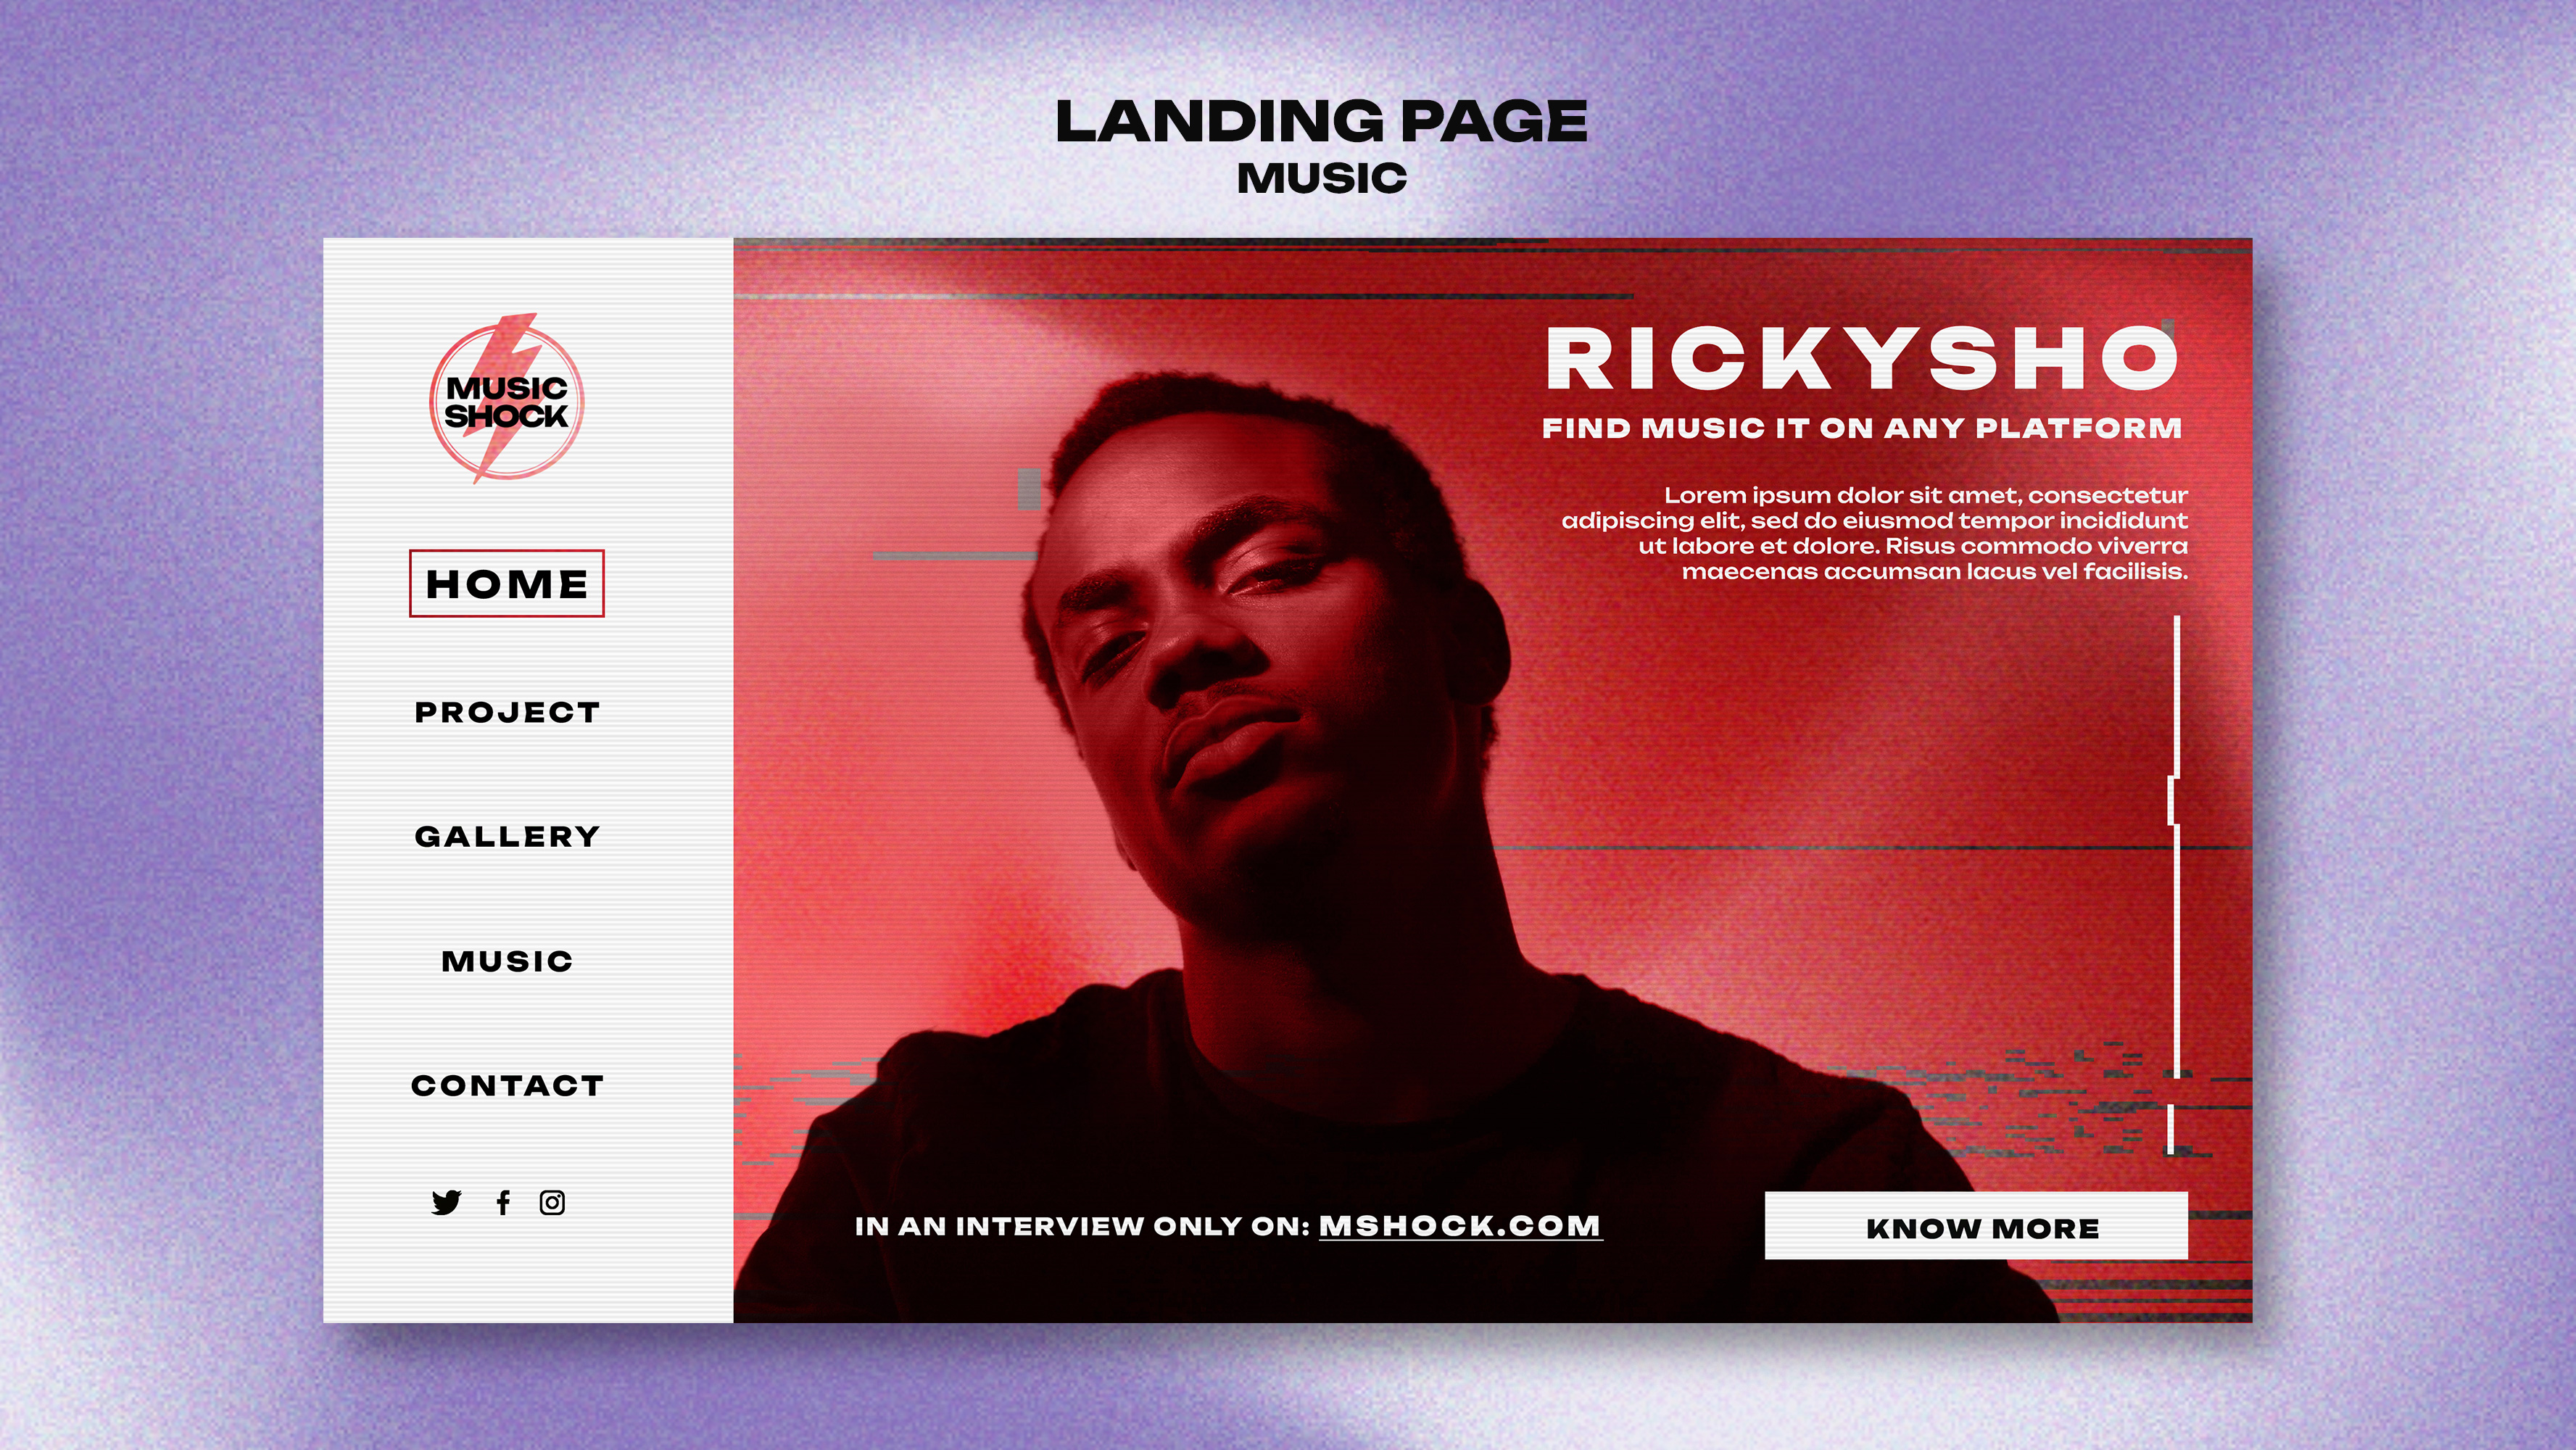 LANDING PAGE
MUSIC
MUSIC
SHOCK
HOME
PROJECT
GALLERY
MUSIC
CONTACT
RICKYSHO
FIND MUSIC IT ON ANY PLATFORM
Lorem ipsum dolor sit amet, consectetur
adipiscing elit, sed do eiusmod tempor incididunt
ut labore et dolore. Risus commodo viverra
maecenas accumsan lacus vel facilisis.
IN AN INTERVIEW ONLY ON: MSHOCK.COM
KNOW MORE